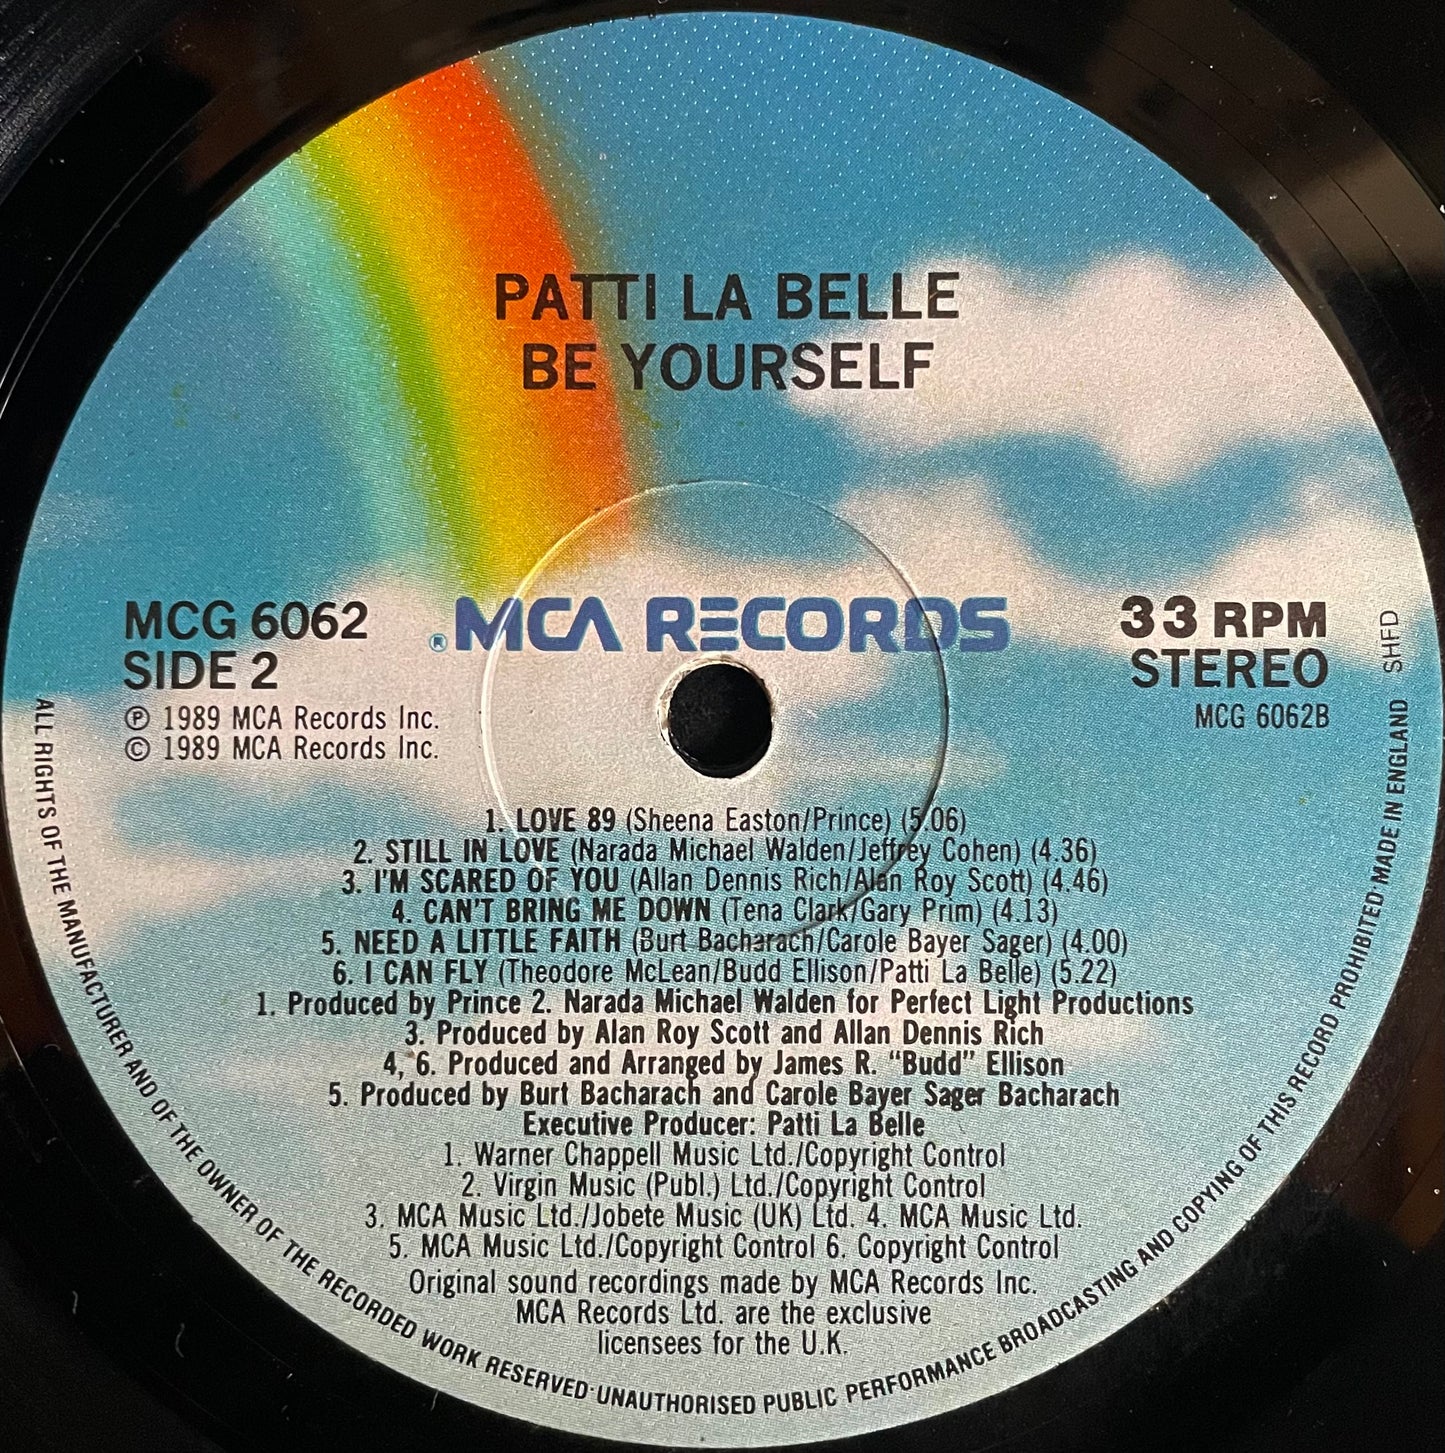 PATTI LA BELLE
BE YOURSELF
MCG 6062
SIDE 2
℗ 1989 MCA Records Inc.
© 1989 MCA Records Inc.
® MCA RECORDS
33 RPM
STEREO
MCG 6062B
1. LOVE 89 (Sheena Easton/Prince) (5.06)
2. STILL IN LOVE (Narada Michael Walden/Jeffrey Cohen) (4.36)
3. I'M SCARED OF YOU (Allan Dennis Rich/Alan Roy Scott) (4.46)
4. CAN'T BRING ME DOWN (Tena Clark/Gary Prim) (4.13)
5. NEED A LITTLE FAITH (Burt Bacharach/Carole Bayer Sager) (4.00)
6. I CAN FLY (Theodore McLean/Budd Ellison/Patti La Belle) (5.22)
1. Produced by Prince 2. Narada Michael Walden for Perfect Light Productions
3. Produced by Alan Roy Scott and Allan Dennis Rich
4, 6. Produced and Arranged by James R. “Budd” Ellison
5. Produced by Burt Bacharach and Carole Bayer Sager Bacharach
Executive Producer: Patti La Belle
1. Warner Chappell Music Ltd./Copyright Control
2. Virgin Music (Publ.) Ltd./Copyright Control
3. MCA Music Ltd./Jobete Music (UK) Ltd. 4. MCA Music Ltd.
5. MCA Music Ltd./Copyright Control 6. Copyright Control
Original sound recordings made by MCA Records Inc.
MCA Records Ltd. are the exclusive
licensees for the U.K.
ALL RIGHTS OF THE MANUFACTURER AND OF THE OWNER OF THE RECORDED WORK RESERVED·UNAUTHORISED PUBLIC PERFORMANCE BROADCASTING AND COPYING OF THIS RECORD PROHIBITED·MADE IN ENGLAND SHFD